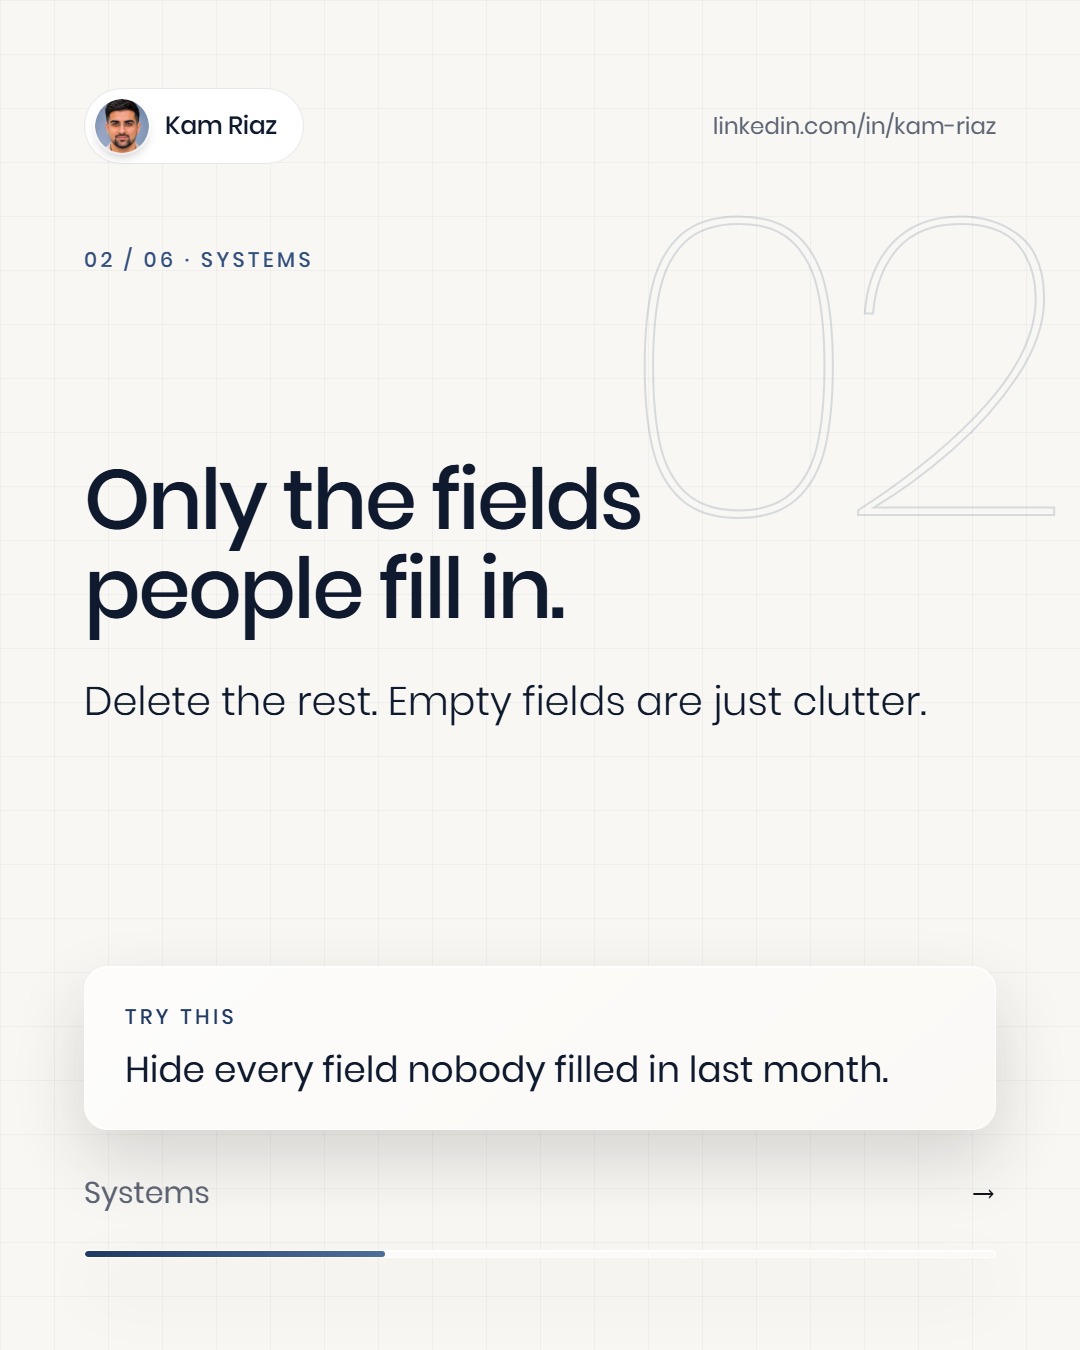 Kam Riaz
linkedin.com/in/kam-riaz
02 / 06 · SYSTEMS
02
Only the fields
people fill in.
Delete the rest. Empty fields are just clutter.
TRY THIS
Hide every field nobody filled in last month.
Systems
→